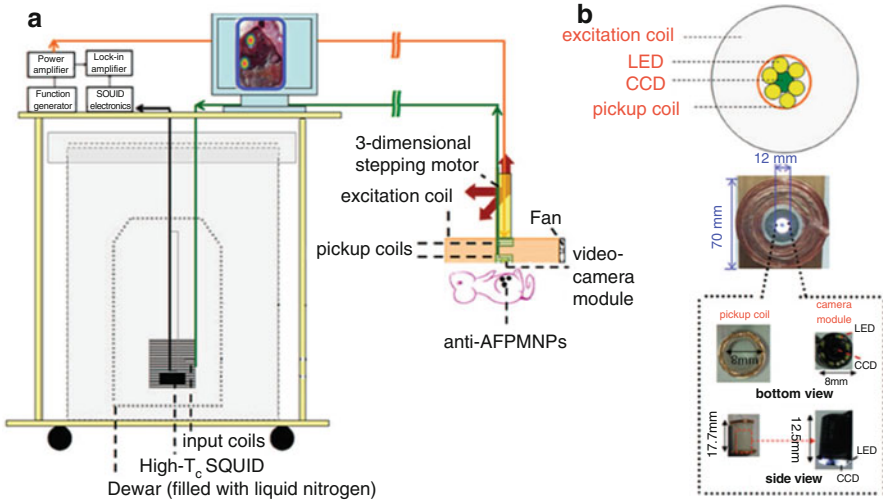 a
Power
amplifier
Lock-in
amplifier
Function
generator
SQUID
electronics
3-dimensional
stepping motor
excitation coil
Fan
pickup coils
video-
camera
module
anti-AFPMNPs
input coils
High-Tc SQUID
Dewar (filled with liquid nitrogen)
b
excitation coil
LED
CCD
pickup coil
12 mm
70 mm
pickup coil
camera
module
LED
CCD
8mm
8mm
bottom view
17.7mm
12.5mm
LED
CCD
side view